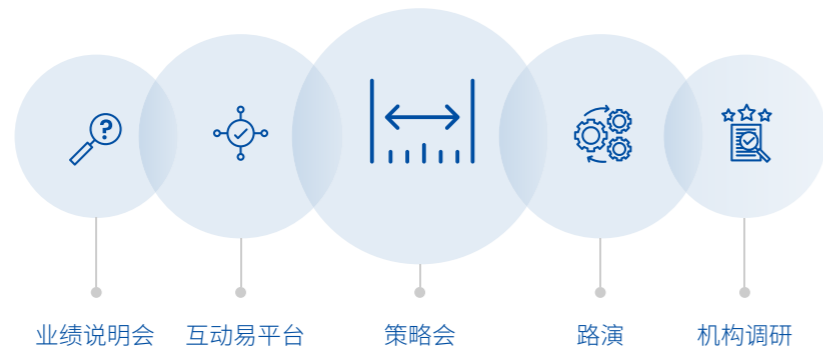 业绩说明会
互动易平台
策略会
路演
机构调研